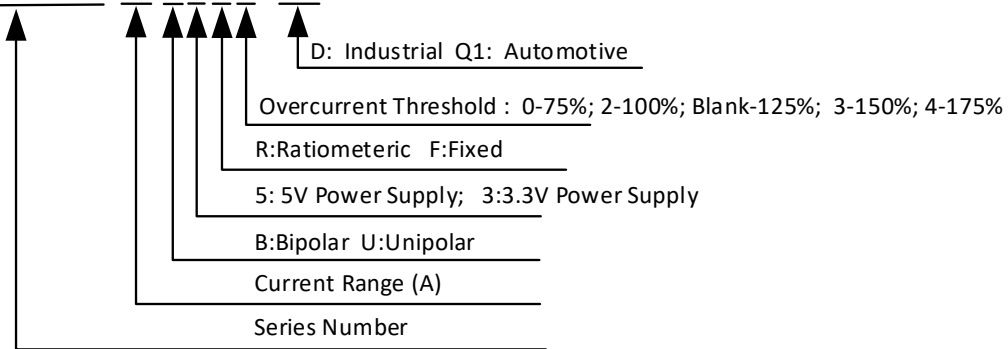 D: Industrial Q1: Automotive
Overcurrent Threshold : 0-75%; 2-100%; Blank-125%; 3-150%; 4-175%
R:Ratiometeric F:Fixed
5: 5V Power Supply; 3:3.3V Power Supply
B:Bipolar U:Unipolar
Current Range (A)
Series Number